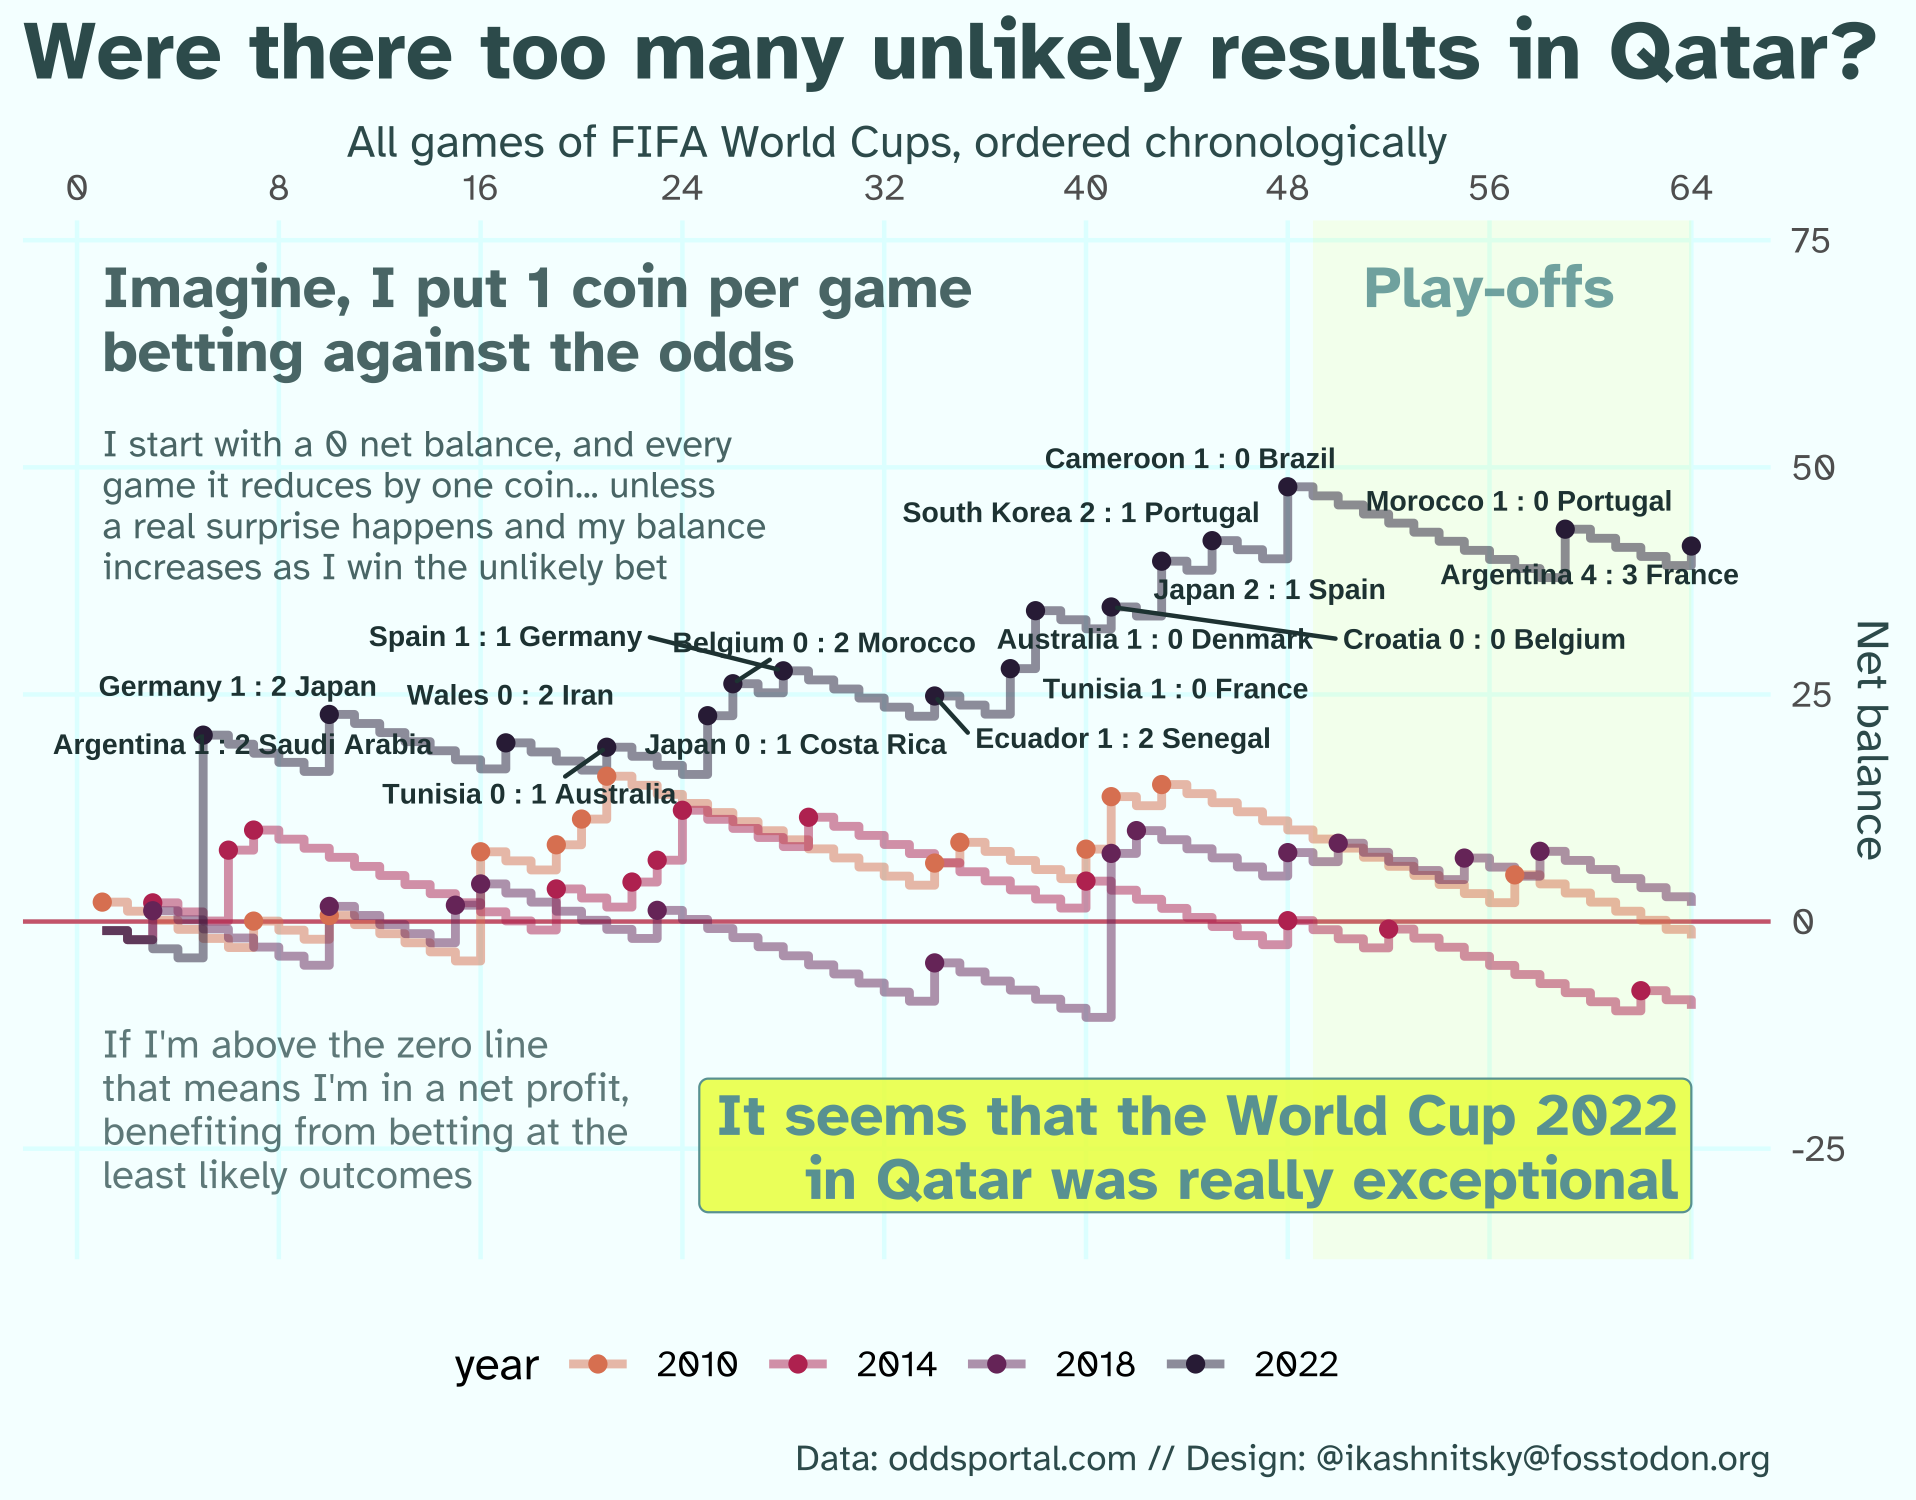 Were there too many unlikely results in Qatar?
All games of FIFA World Cups, ordered chronologically
0 8 16 24 32 40 48 56 64
75
Imagine, I put 1 coin per game
betting against the odds
Play-offs
I start with a 0 net balance, and every
game it reduces by one coin... unless
a real surprise happens and my balance
increases as I win the unlikely bet
Cameroon 1 : 0 Brazil
50
Morocco 1 : 0 Portugal
South Korea 2 : 1 Portugal
Argentina 4 : 3 France
Japan 2 : 1 Spain
Spain 1 : 1 Germany
Belgium 0 : 2 Morocco
Australia 1 : 0 Denmark
Croatia 0 : 0 Belgium
Germany 1 : 2 Japan
Wales 0 : 2 Iran
Tunisia 1 : 0 France
25
Argentina 1 : 2 Saudi Arabia
Japan 0 : 1 Costa Rica
Ecuador 1 : 2 Senegal
Tunisia 0 : 1 Australia
Net balance
0
If I'm above the zero line
that means I'm in a net profit,
benefiting from betting at the
least likely outcomes
It seems that the World Cup 2022
in Qatar was really exceptional
-25
year 2010 2014 2018 2022
Data: oddsportal.com // Design: @ikashnitsky@fosstodon.org